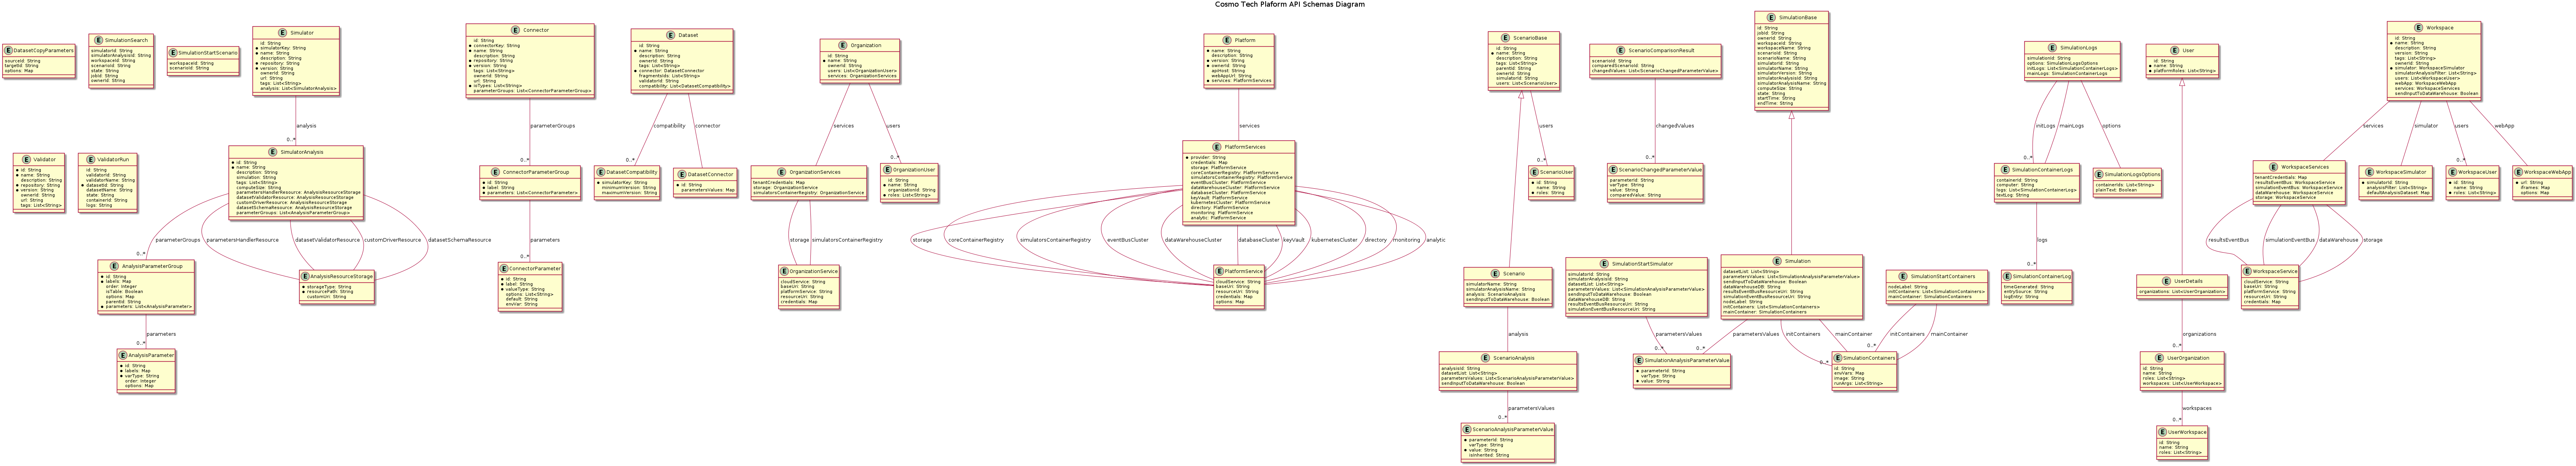 Cosmo Tech Plaform API Schemas Diagram
DatasetCopyParameters
sourceId: String
targetId: String
options: Map
SimulationSearch
simulatorId: String
simulatorAnalysisId: String
workspaceId: String
scenarioId: String
state: String
jobId: String
ownerId: String
SimulationStartScenario
workspaceId: String
scenarioId: String
Simulator
id: String
simulatorKey: String
name: String
description: String
repository: String
version: String
ownerId: String
url: String
tags: List<String>
analysis: List<SimulatorAnalysis>
Connector
id: String
connectorKey: String
name: String
description: String
repository: String
version: String
tags: List<String>
ownerId: String
url: String
ioTypes: List<String>
parameterGroups: List<ConnectorParameterGroup>
Dataset
id: String
name: String
description: String
ownerId: String
tags: List<String>
connector: DatasetConnector
fragmentsIds: List<String>
validatorId: String
compatibility: List<DatasetCompatibility>
Organization
id: String
name: String
ownerId: String
users: List<OrganizationUser>
services: OrganizationServices
Platform
name: String
description: String
version: String
ownerId: String
apiHost: String
webAppUrl: String
services: PlatformServices
ScenarioBase
id: String
name: String
description: String
tags: List<String>
parentId: String
ownerId: String
simulatorId: String
users: List<ScenarioUser>
ScenarioComparisonResult
scenarioId: String
comparedScenarioId: String
changedValues: List<ScenarioChangedParameterValue>
SimulationBase
id: String
jobId: String
ownerId: String
workspaceId: String
workspaceName: String
scenarioId: String
scenarioName: String
simulatorId: String
simulatorName: String
simulatorVersion: String
simulatorAnalysisId: String
simulatorAnalysisName: String
computeSize: String
state: String
startTime: String
endTime: String
SimulationLogs
simulationId: String
options: SimulationLogsOptions
initLogs: List<SimulationContainerLogs>
mainLogs: SimulationContainerLogs
User
id: String
name: String
platformRoles: List<String>
Workspace
id: String
name: String
description: String
version: String
tags: List<String>
ownerId: String
simulator: WorkspaceSimulator
simulatorAnalysisFilter: List<String>
users: List<WorkspaceUser>
webApp: WorkspaceWebApp
services: WorkspaceServices
sendInputToDataWarehouse: Boolean
analysis
0..*
parameterGroups
0..*
compatibility
0..*
connector
services
users
0..*
services
users
0..*
changedValues
0..*
initLogs
0..*
mainLogs
options
services
simulator
users
0..*
webApp
Validator
id: String
name: String
description: String
repository: String
version: String
ownerId: String
url: String
tags: List<String>
ValidatorRun
id: String
validatorId: String
validatorName: String
datasetId: String
datasetName: String
state: String
containerId: String
logs: String
SimulatorAnalysis
id: String
name: String
description: String
simulation: String
tags: List<String>
computeSize: String
parametersHandlerResource: AnalysisResourceStorage
datasetValidatorResource: AnalysisResourceStorage
customDriverResource: AnalysisResourceStorage
datasetSchemaResource: AnalysisResourceStorage
parameterGroups: List<AnalysisParameterGroup>
ConnectorParameterGroup
id: String
label: String
parameters: List<ConnectorParameter>
DatasetCompatibility
simulatorKey: String
minimumVersion: String
maximumVersion: String
DatasetConnector
id: String
parametersValues: Map
OrganizationServices
tenantCredentials: Map
storage: OrganizationService
simulatorsContainerRegistry: OrganizationService
OrganizationUser
id: String
name: String
organizationId: String
roles: List<String>
PlatformServices
provider: String
credentials: Map
storage: PlatformService
coreContainerRegistry: PlatformService
simulatorsContainerRegistry: PlatformService
eventBusCluster: PlatformService
dataWarehouseCluster: PlatformService
databaseCluster: PlatformService
keyVault: PlatformService
kubernetesCluster: PlatformService
directory: PlatformService
monitoring: PlatformService
analytic: PlatformService
ScenarioUser
id: String
name: String
roles: String
ScenarioChangedParameterValue
parameterId: String
varType: String
value: String
comparedValue: String
SimulationContainerLogs
containerId: String
computer: String
logs: List<SimulationContainerLog>
textLog: String
SimulationLogsOptions
containerIds: List<String>
plainText: Boolean
WorkspaceServices
tenantCredentials: Map
resultsEventBus: WorkspaceService
simulationEventBus: WorkspaceService
dataWarehouse: WorkspaceService
storage: WorkspaceService
WorkspaceSimulator
simulatorId: String
analysisFilter: List<String>
defaultAnalysisDataset: Map
WorkspaceUser
id: String
name: String
roles: List<String>
WorkspaceWebApp
url: String
iframes: Map
options: Map
parameterGroups
0..*
parametersHandlerResource
datasetValidatorResource
customDriverResource
datasetSchemaResource
parameters
0..*
storage
simulatorsContainerRegistry
storage
coreContainerRegistry
simulatorsContainerRegistry
eventBusCluster
dataWarehouseCluster
databaseCluster
keyVault
kubernetesCluster
directory
monitoring
analytic
logs
0..*
resultsEventBus
simulationEventBus
dataWarehouse
storage
AnalysisParameterGroup
id: String
labels: Map
order: Integer
isTable: Boolean
options: Map
parentId: String
parameters: List<AnalysisParameter>
AnalysisResourceStorage
storageType: String
resourcePath: String
customUri: String
ConnectorParameter
id: String
label: String
valueType: String
options: List<String>
default: String
envVar: String
OrganizationService
cloudService: String
baseUri: String
platformService: String
resourceUri: String
credentials: Map
PlatformService
cloudService: String
baseUri: String
resourceUri: String
credentials: Map
options: Map
Scenario
simulatorName: String
simulatorAnalysisName: String
analysis: ScenarioAnalysis
sendInputToDataWarehouse: Boolean
SimulationStartSimulator
simulatorId: String
simulatorAnalysisId: String
datasetList: List<String>
parametersValues: List<SimulationAnalysisParameterValue>
sendInputToDataWarehouse: Boolean
dataWarehouseDB: String
resultsEventBusResourceUri: String
simulationEventBusResourceUri: String
Simulation
datasetList: List<String>
parametersValues: List<SimulationAnalysisParameterValue>
sendInputToDataWarehouse: Boolean
dataWarehouseDB: String
resultsEventBusResourceUri: String
simulationEventBusResourceUri: String
nodeLabel: String
initContainers: List<SimulationContainers>
mainContainer: SimulationContainers
SimulationStartContainers
nodeLabel: String
initContainers: List<SimulationContainers>
mainContainer: SimulationContainers
SimulationContainerLog
timeGenerated: String
entrySource: String
logEntry: String
UserDetails
organizations: List<UserOrganization>
WorkspaceService
cloudService: String
baseUri: String
platformService: String
resourceUri: String
credentials: Map
parameters
0..*
analysis
parametersValues
0..*
parametersValues
0..*
initContainers
0..*
mainContainer
initContainers
0..*
mainContainer
organizations
0..*
AnalysisParameter
id: String
labels: Map
varType: String
order: Integer
options: Map
ScenarioAnalysis
analysisId: String
datasetList: List<String>
parametersValues: List<ScenarioAnalysisParameterValue>
sendInputToDataWarehouse: Boolean
SimulationAnalysisParameterValue
parameterId: String
varType: String
value: String
SimulationContainers
id: String
envVars: Map
image: String
runArgs: List<String>
UserOrganization
id: String
name: String
roles: List<String>
workspaces: List<UserWorkspace>
parametersValues
0..*
workspaces
0..*
ScenarioAnalysisParameterValue
parameterId: String
varType: String
value: String
isInherited: String
UserWorkspace
id: String
name: String
roles: List<String>